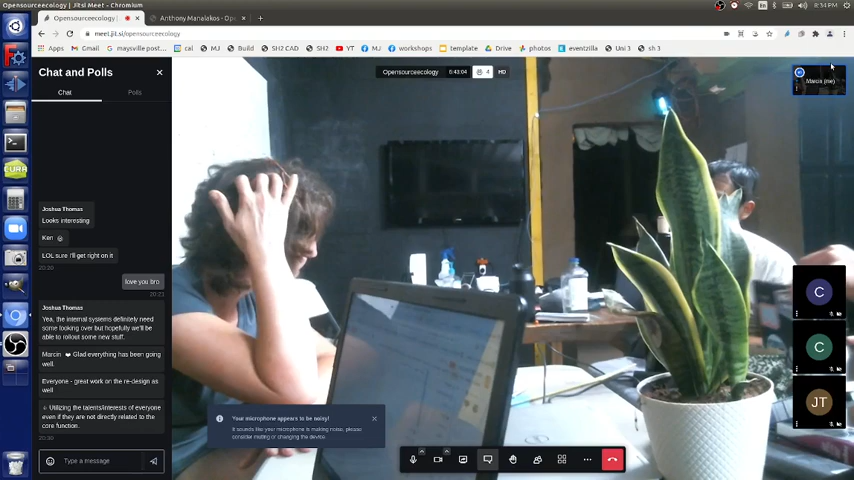 Opensourceecology | Jitsi Meet - Chromium
En
8:34 PM
Opensourceecology
Anthony Manalakos - Op
meet.jit.si/opensourceecology
Apps
Gmail
maysville post...
cal
MJ
Build
SH2 CAD
SH2
YT
MJ
workshops
template
Drive
photos
eventzilla
Uni 3
sh 3
Chat and Polls
Chat
Polls
Joshua Thomas
Looks interesting
Ken
LOL sure I'll get right on it
20:20
love you bro
20:21
Joshua Thomas
Yea, the internal systems definitely need
some looking over but hopefully we'll be
able to rollout some new stuff.
Marcin ❤ Glad everything has been going
well.
Everyone - great work on the re-design as
well
Utilizing the talents/interests of everyone
even if they are not directly related to the
core function.
20:30
Type a message
Opensourceecology
4
HD
Marcin (me)
C
C
JT
Your microphone appears to be noisy!
It sounds like your microphone is making noise, please
consider muting or changing the device.
CURA